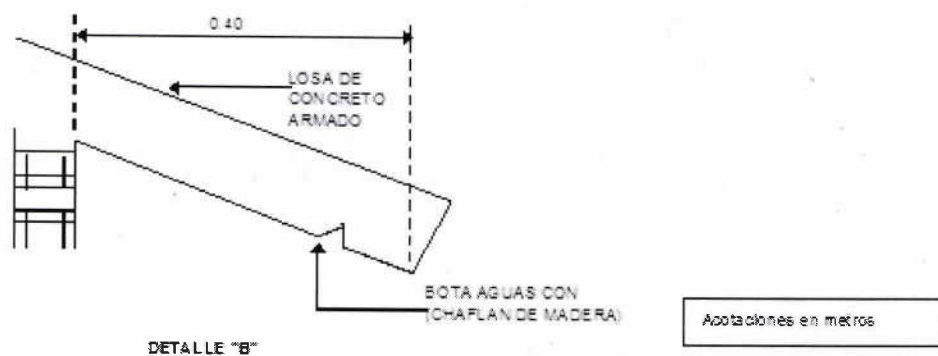 0.40
LOSA DE
CONCRETO
ARMADO
BOTA AGUAS CON
(CHAFLAN DE MADERA)
Acotaciones en metros
DETALLE "B"